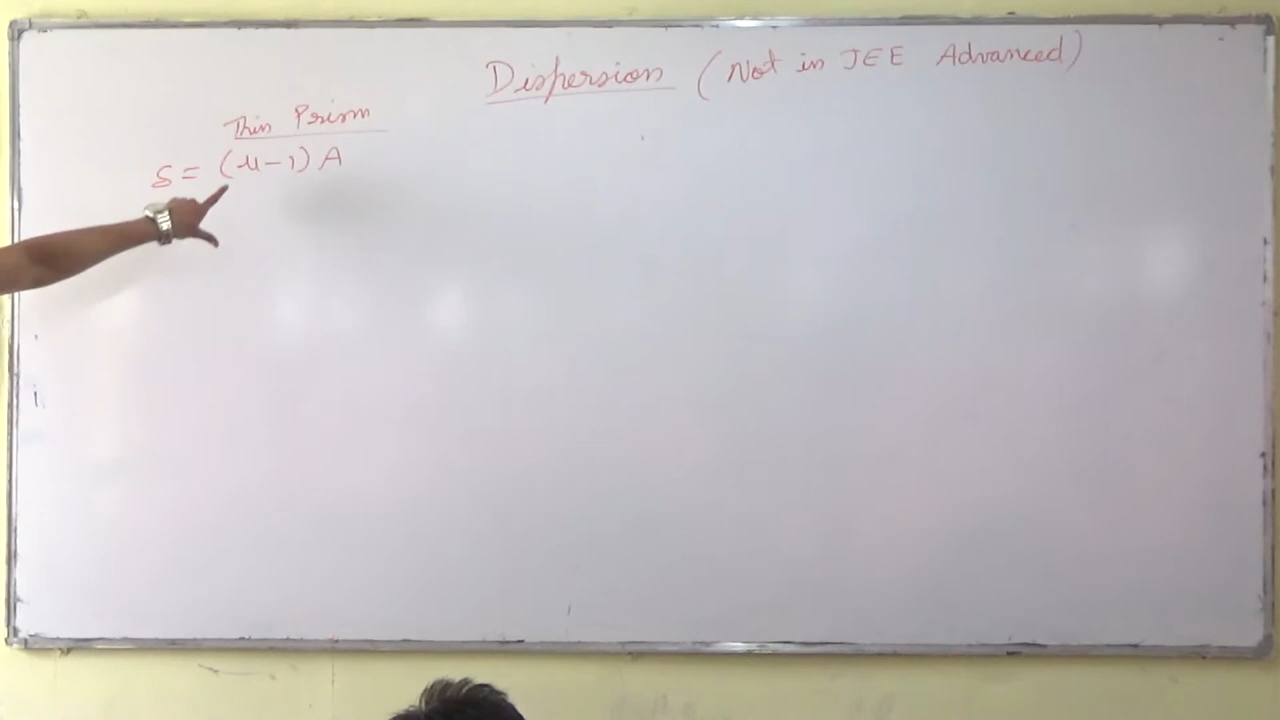 Dispersion (Not in JEE Advanced)
Thin Prism
δ = (μ-1) A
i